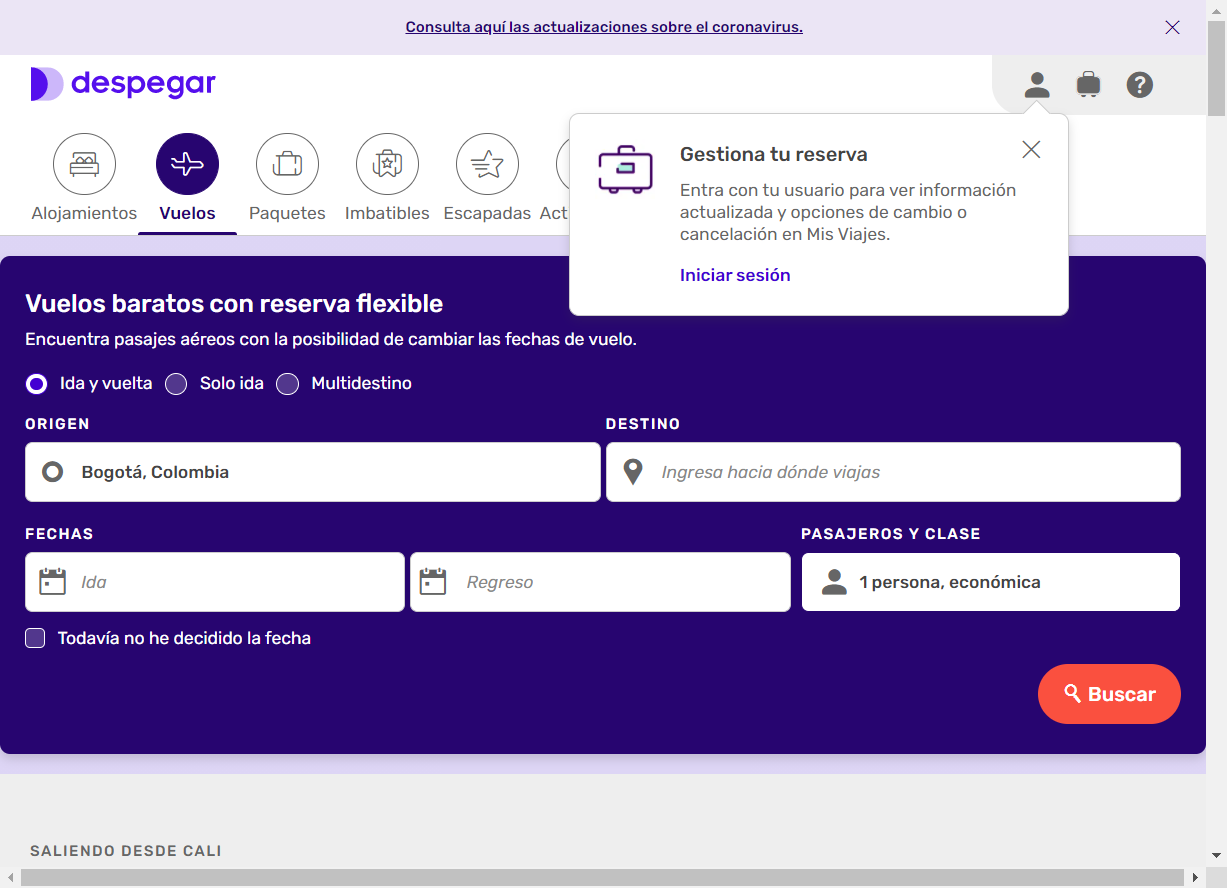 Consulta aquí las actualizaciones sobre el coronavirus.
despegar
?
Alojamientos
Vuelos
Paquetes
Imbatibles
Escapadas
Act
Gestiona tu reserva
Entra con tu usuario para ver información
actualizada y opciones de cambio o
cancelación en Mis Viajes.
Iniciar sesión
Vuelos baratos con reserva flexible
Encuentra pasajes aéreos con la posibilidad de cambiar las fechas de vuelo.
Ida y vuelta
Solo ida
Multidestino
ORIGEN
DESTINO
Bogotá, Colombia
Ingresa hacia dónde viajas
FECHAS
PASAJEROS Y CLASE
Ida
Regreso
1 persona, económica
Todavía no he decidido la fecha
Buscar
SALIENDO DESDE CALI